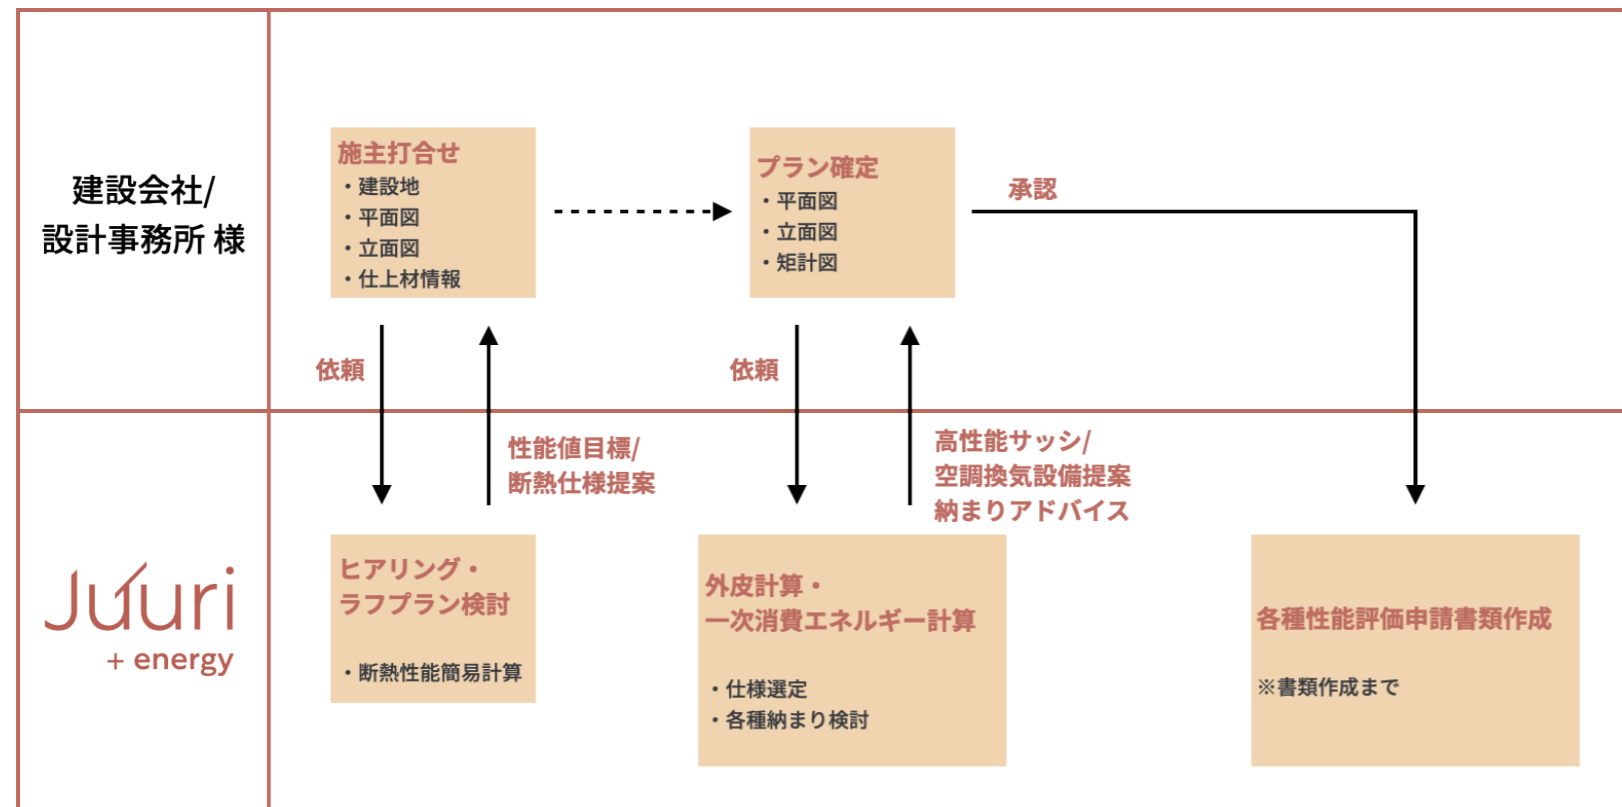 建設会社/
設計事務所 様
施主打合せ
・建設地
・平面図
・立面図
・仕上材情報
プラン確定
・平面図
・立面図
・矩計図
承認
依頼
依頼
性能値目標/
断熱仕様提案
高性能サッシ/
空調換気設備提案
納まりアドバイス
Juuri
+ energy
ヒアリング・
ラフプラン検討
・断熱性能簡易計算
外皮計算・
一次消費エネルギー計算
・仕様選定
・各種納まり検討
各種性能評価申請書類作成
※書類作成まで